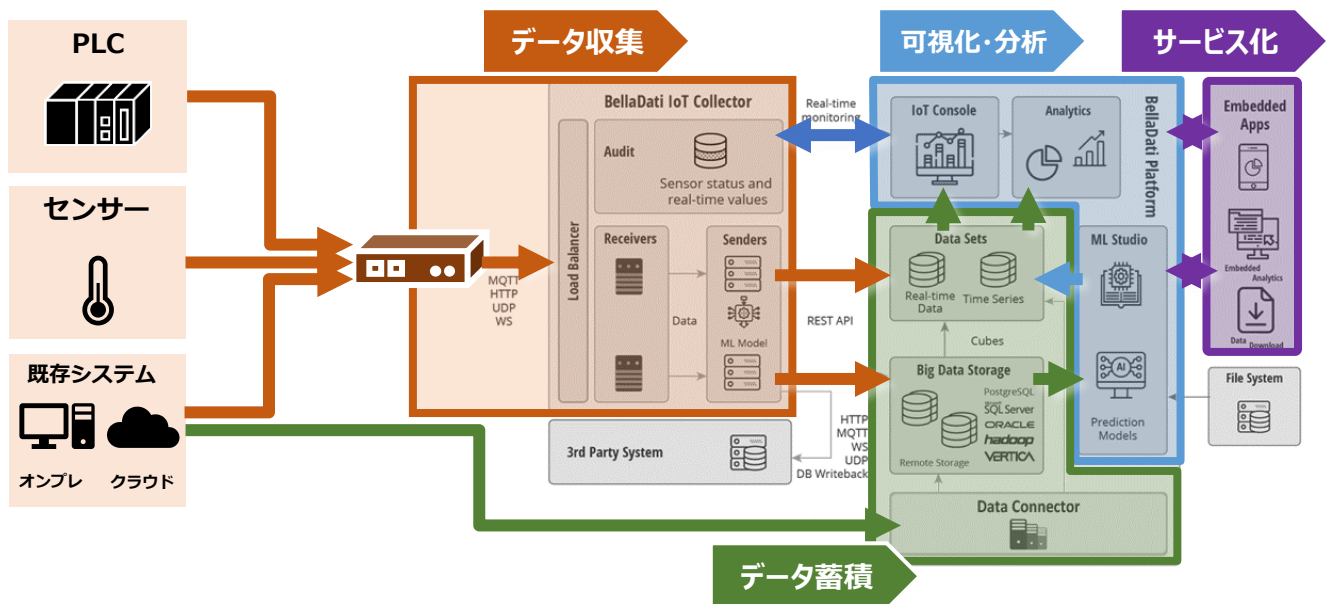 データ収集
可視化・分析
サービス化
PLC
センサー
既存システム
オンプレ
クラウド
MQTT
HTTP
UDP
WS
BellaDati IoT Collector
Load Balancer
Audit
Sensor status and
real-time values
Receivers
Data
Senders
ML Model
3rd Party System
Real-time
monitoring
REST API
HTTP
MQTT
WS
UDP
DB Writeback
BellaDati Platform
IoT Console
Analytics
Data Sets
Real-time
Data
Time Series
Cubes
Big Data Storage
PostgreSQL
SQL Server
ORACLE
hadoop
VERTICA
Remote Storage
ML Studio
AI
Prediction
Models
Data Connector
Embedded
Apps
Embedded
Analytics
Data
Download
File System
データ蓄積